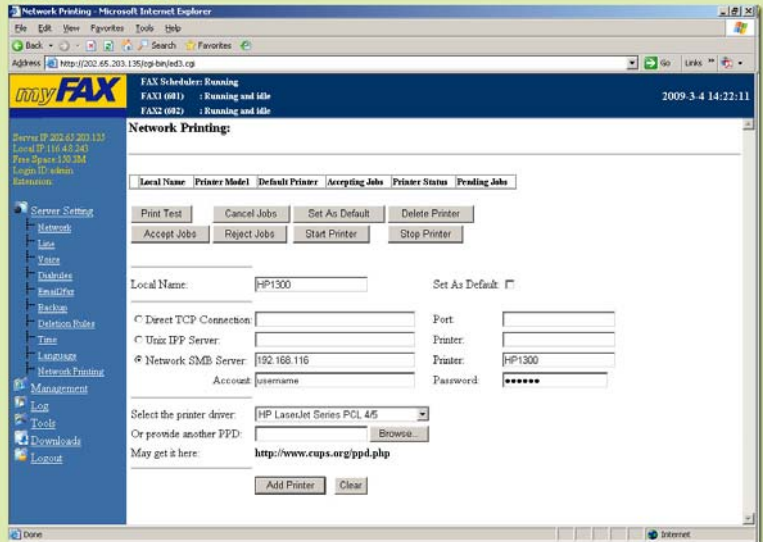 Network Printing - Microsoft Internet Explorer
File Edit View Favorites Tools Help
Back Search Favorites
Address http://202.65.203.135/cgi-bin/ed3.cgi Go Links
myFAX
FAX Scheduler: Running
FAX1 (601) : Running and idle
FAX2 (602) : Running and idle
2009-3-4 14:22:11
Server IP:202.65.203.135
Local IP:116.48.243
Free Space:150.3M
Login ID:admin
Extension:
Server Setting
Network
Line
Voice
Dialrules
Email2fax
Backup
Deletion Rules
Time
Language
Network Printing
Management
Log
Tools
Downloads
Logout
Network Printing:
Local Name Printer Model Default Printer Accepting Jobs Printer Status Pending Jobs
Print Test Cancel Jobs Set As Default Delete Printer
Accept Jobs Reject Jobs Start Printer Stop Printer
Local Name: HP1300 Set As Default:
Direct TCP Connection: Port:
Unix IPP Server: Printer:
Network SMB Server: 192.168.116 Printer: HP1300
Account: username Password: ••••••
Select the printer driver: HP LaserJet Series PCL 4/5
Or provide another PPD: Browse...
May get it here: http://www.cups.org/ppd.php
Add Printer Clear
Done Internet